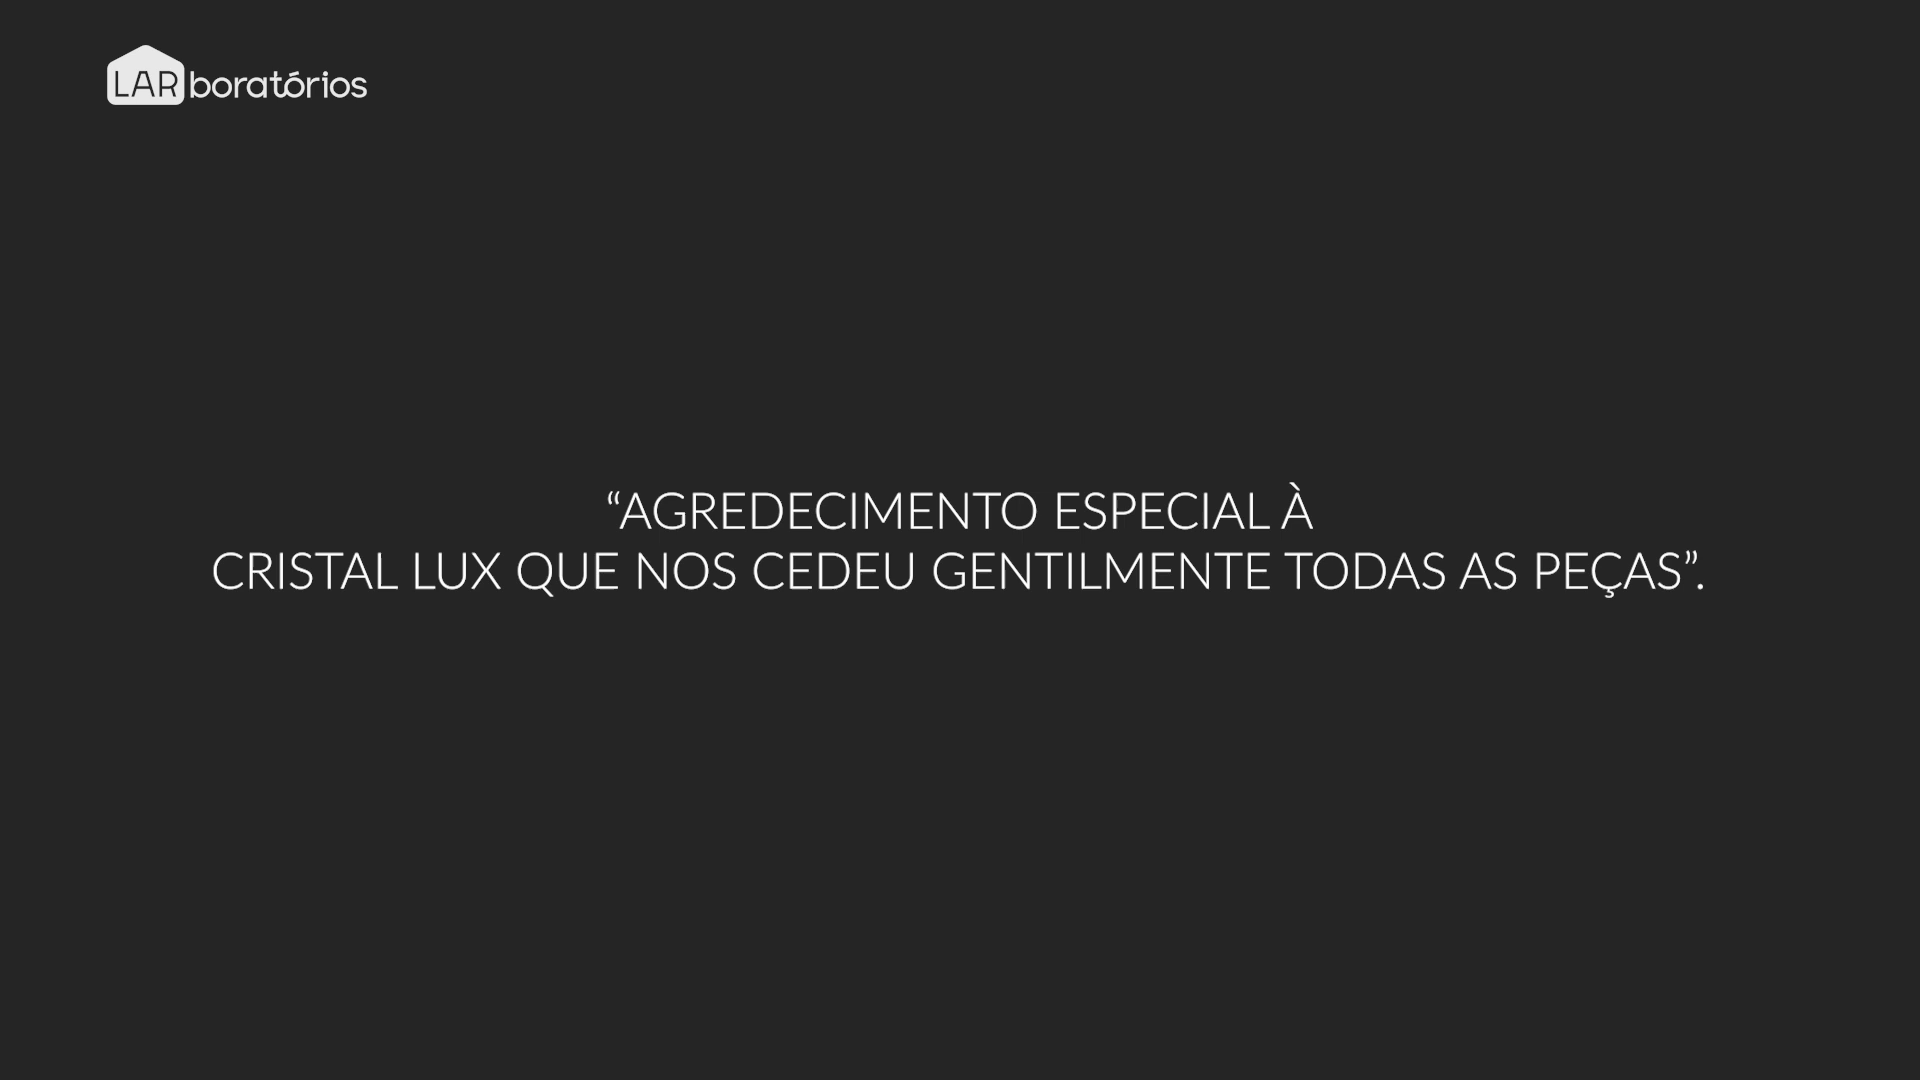 LARboratórios
“AGREDECIMENTO ESPECIAL À
CRISTAL LUX QUE NOS CEDEU GENTILMENTE TODAS AS PEÇAS”.